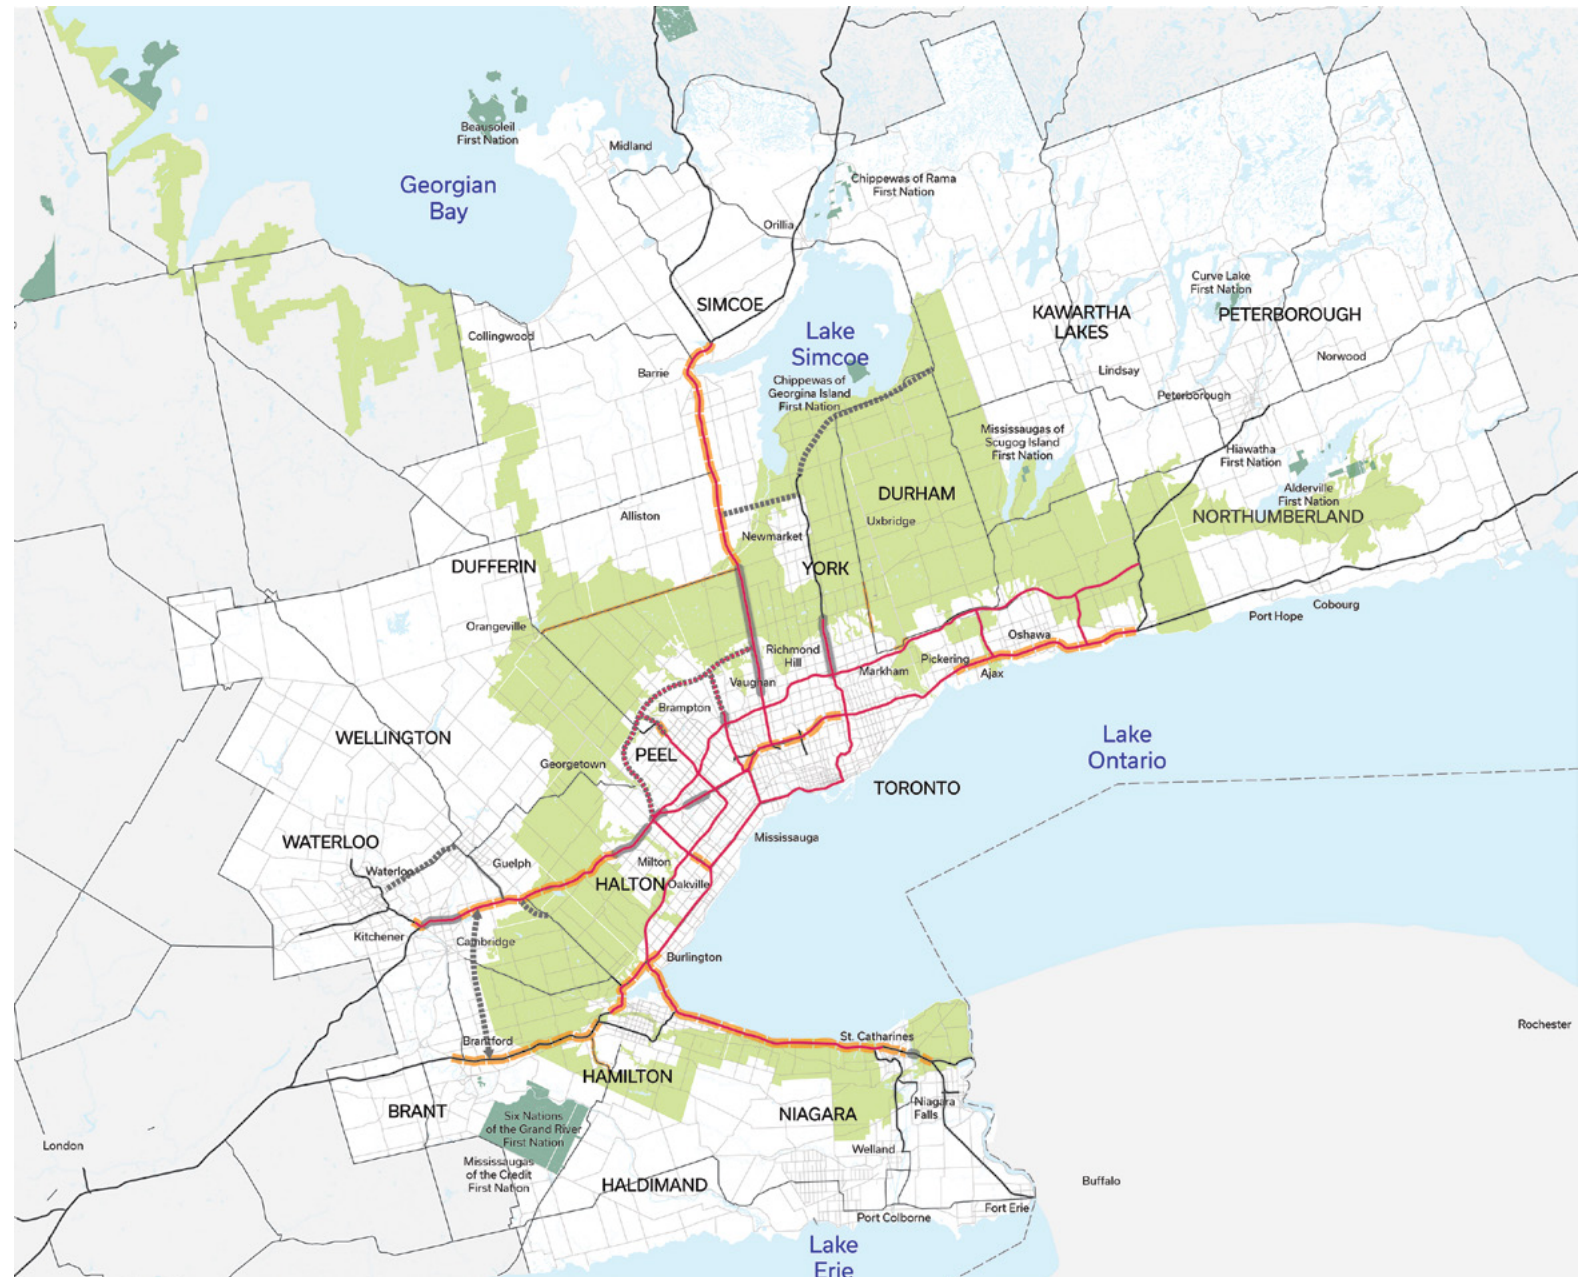 Beausoleil
First Nation
Midland
Georgian
Bay
Chippewas of Rama
First Nation
Orillia
Curve Lake
First Nation
SIMCOE
KAWARTHA
LAKES
PETERBOROUGH
Collingwood
Lake
Simcoe
Norwood
Barrie
Chippewas of
Georgina Island
First Nation
Lindsay
Peterborough
Mississaugas of
Scugog Island
First Nation
Hiawatha
First Nation
Alderville
First Nation
DURHAM
Alliston
Uxbridge
NORTHUMBERLAND
Newmarket
DUFFERIN
YORK
Orangeville
Port Hope
Cobourg
Oshawa
Richmond
Hill
Markham
Pickering
Ajax
Vaughan
Brampton
WELLINGTON
PEEL
Georgetown
Lake
Ontario
TORONTO
Mississauga
WATERLOO
Waterloo
Guelph
Milton
HALTON
Oakville
Kitchener
Cambridge
Burlington
Rochester
Brantford
St. Catharines
HAMILTON
BRANT
Six Nations
of the Grand River
First Nation
NIAGARA
Niagara
Falls
London
Welland
Mississaugas
of the Credit
First Nation
HALDIMAND
Buffalo
Port Colborne
Fort Erie
Lake
Erie